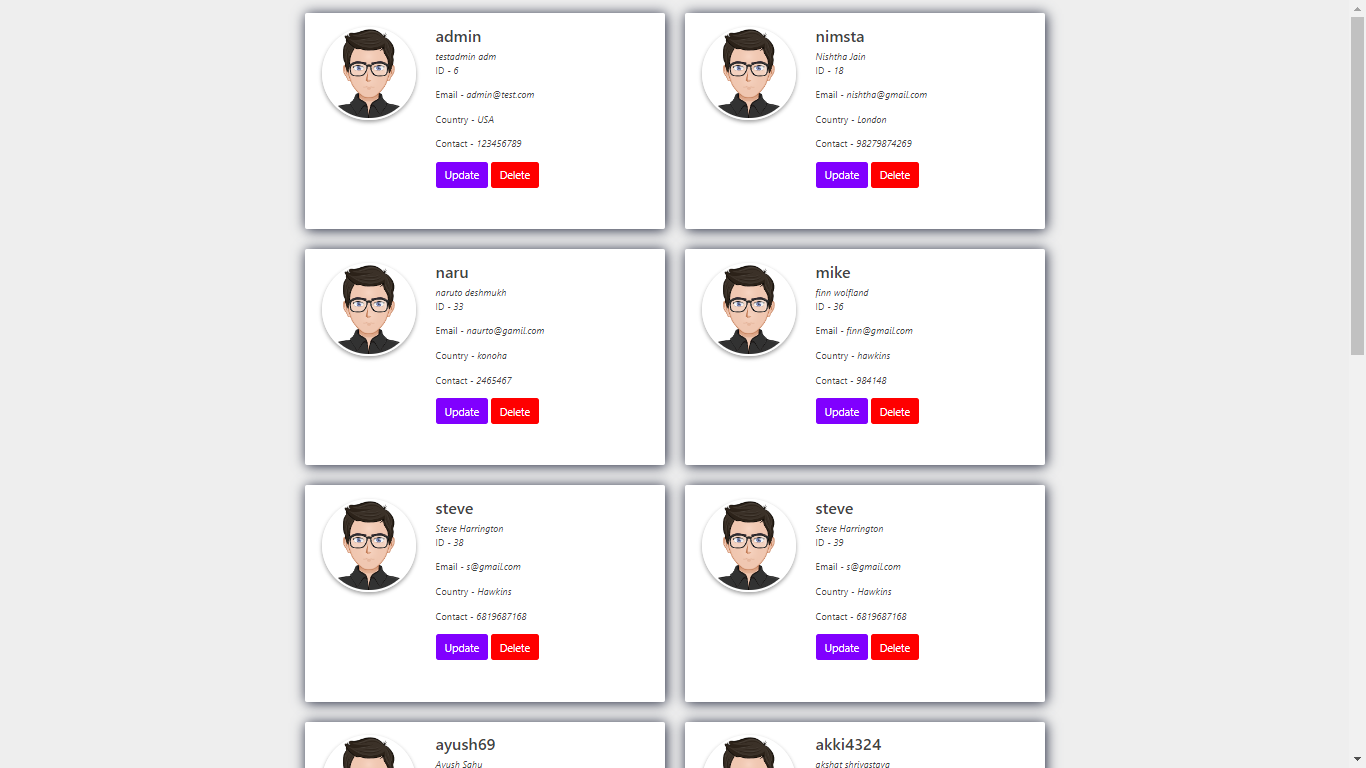 admin
testadmin adm
ID - 6
Email - admin@test.com
Country - USA
Contact - 123456789
Update Delete
nimsta
Nishtha Jain
ID - 18
Email - nishtha@gmail.com
Country - London
Contact - 98279874269
Update Delete
naru
naruto deshmukh
ID - 33
Email - naurto@gamil.com
Country - konoha
Contact - 2465467
Update Delete
mike
finn wolfland
ID - 36
Email - finn@gmail.com
Country - hawkins
Contact - 984148
Update Delete
steve
Steve Harrington
ID - 38
Email - s@gmail.com
Country - Hawkins
Contact - 6819687168
Update Delete
steve
Steve Harrington
ID - 39
Email - s@gmail.com
Country - Hawkins
Contact - 6819687168
Update Delete
ayush69
Ayush Sahu
akki4324
akshat shrivastava